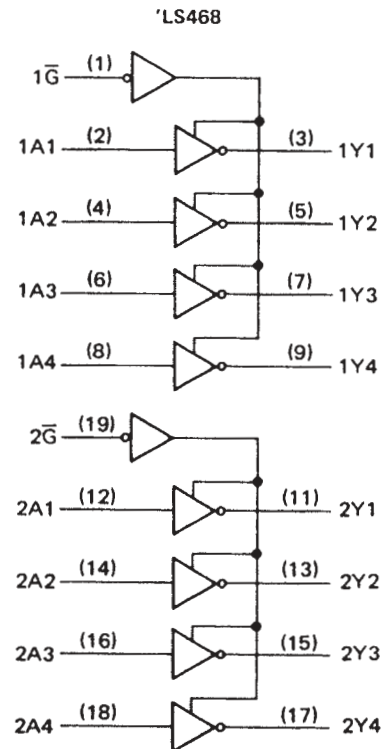 'LS468
1G̅ (1)
1A1 (2) (3) 1Y1
1A2 (4) (5) 1Y2
1A3 (6) (7) 1Y3
1A4 (8) (9) 1Y4
2G̅ (19)
2A1 (12) (11) 2Y1
2A2 (14) (13) 2Y2
2A3 (16) (15) 2Y3
2A4 (18) (17) 2Y4